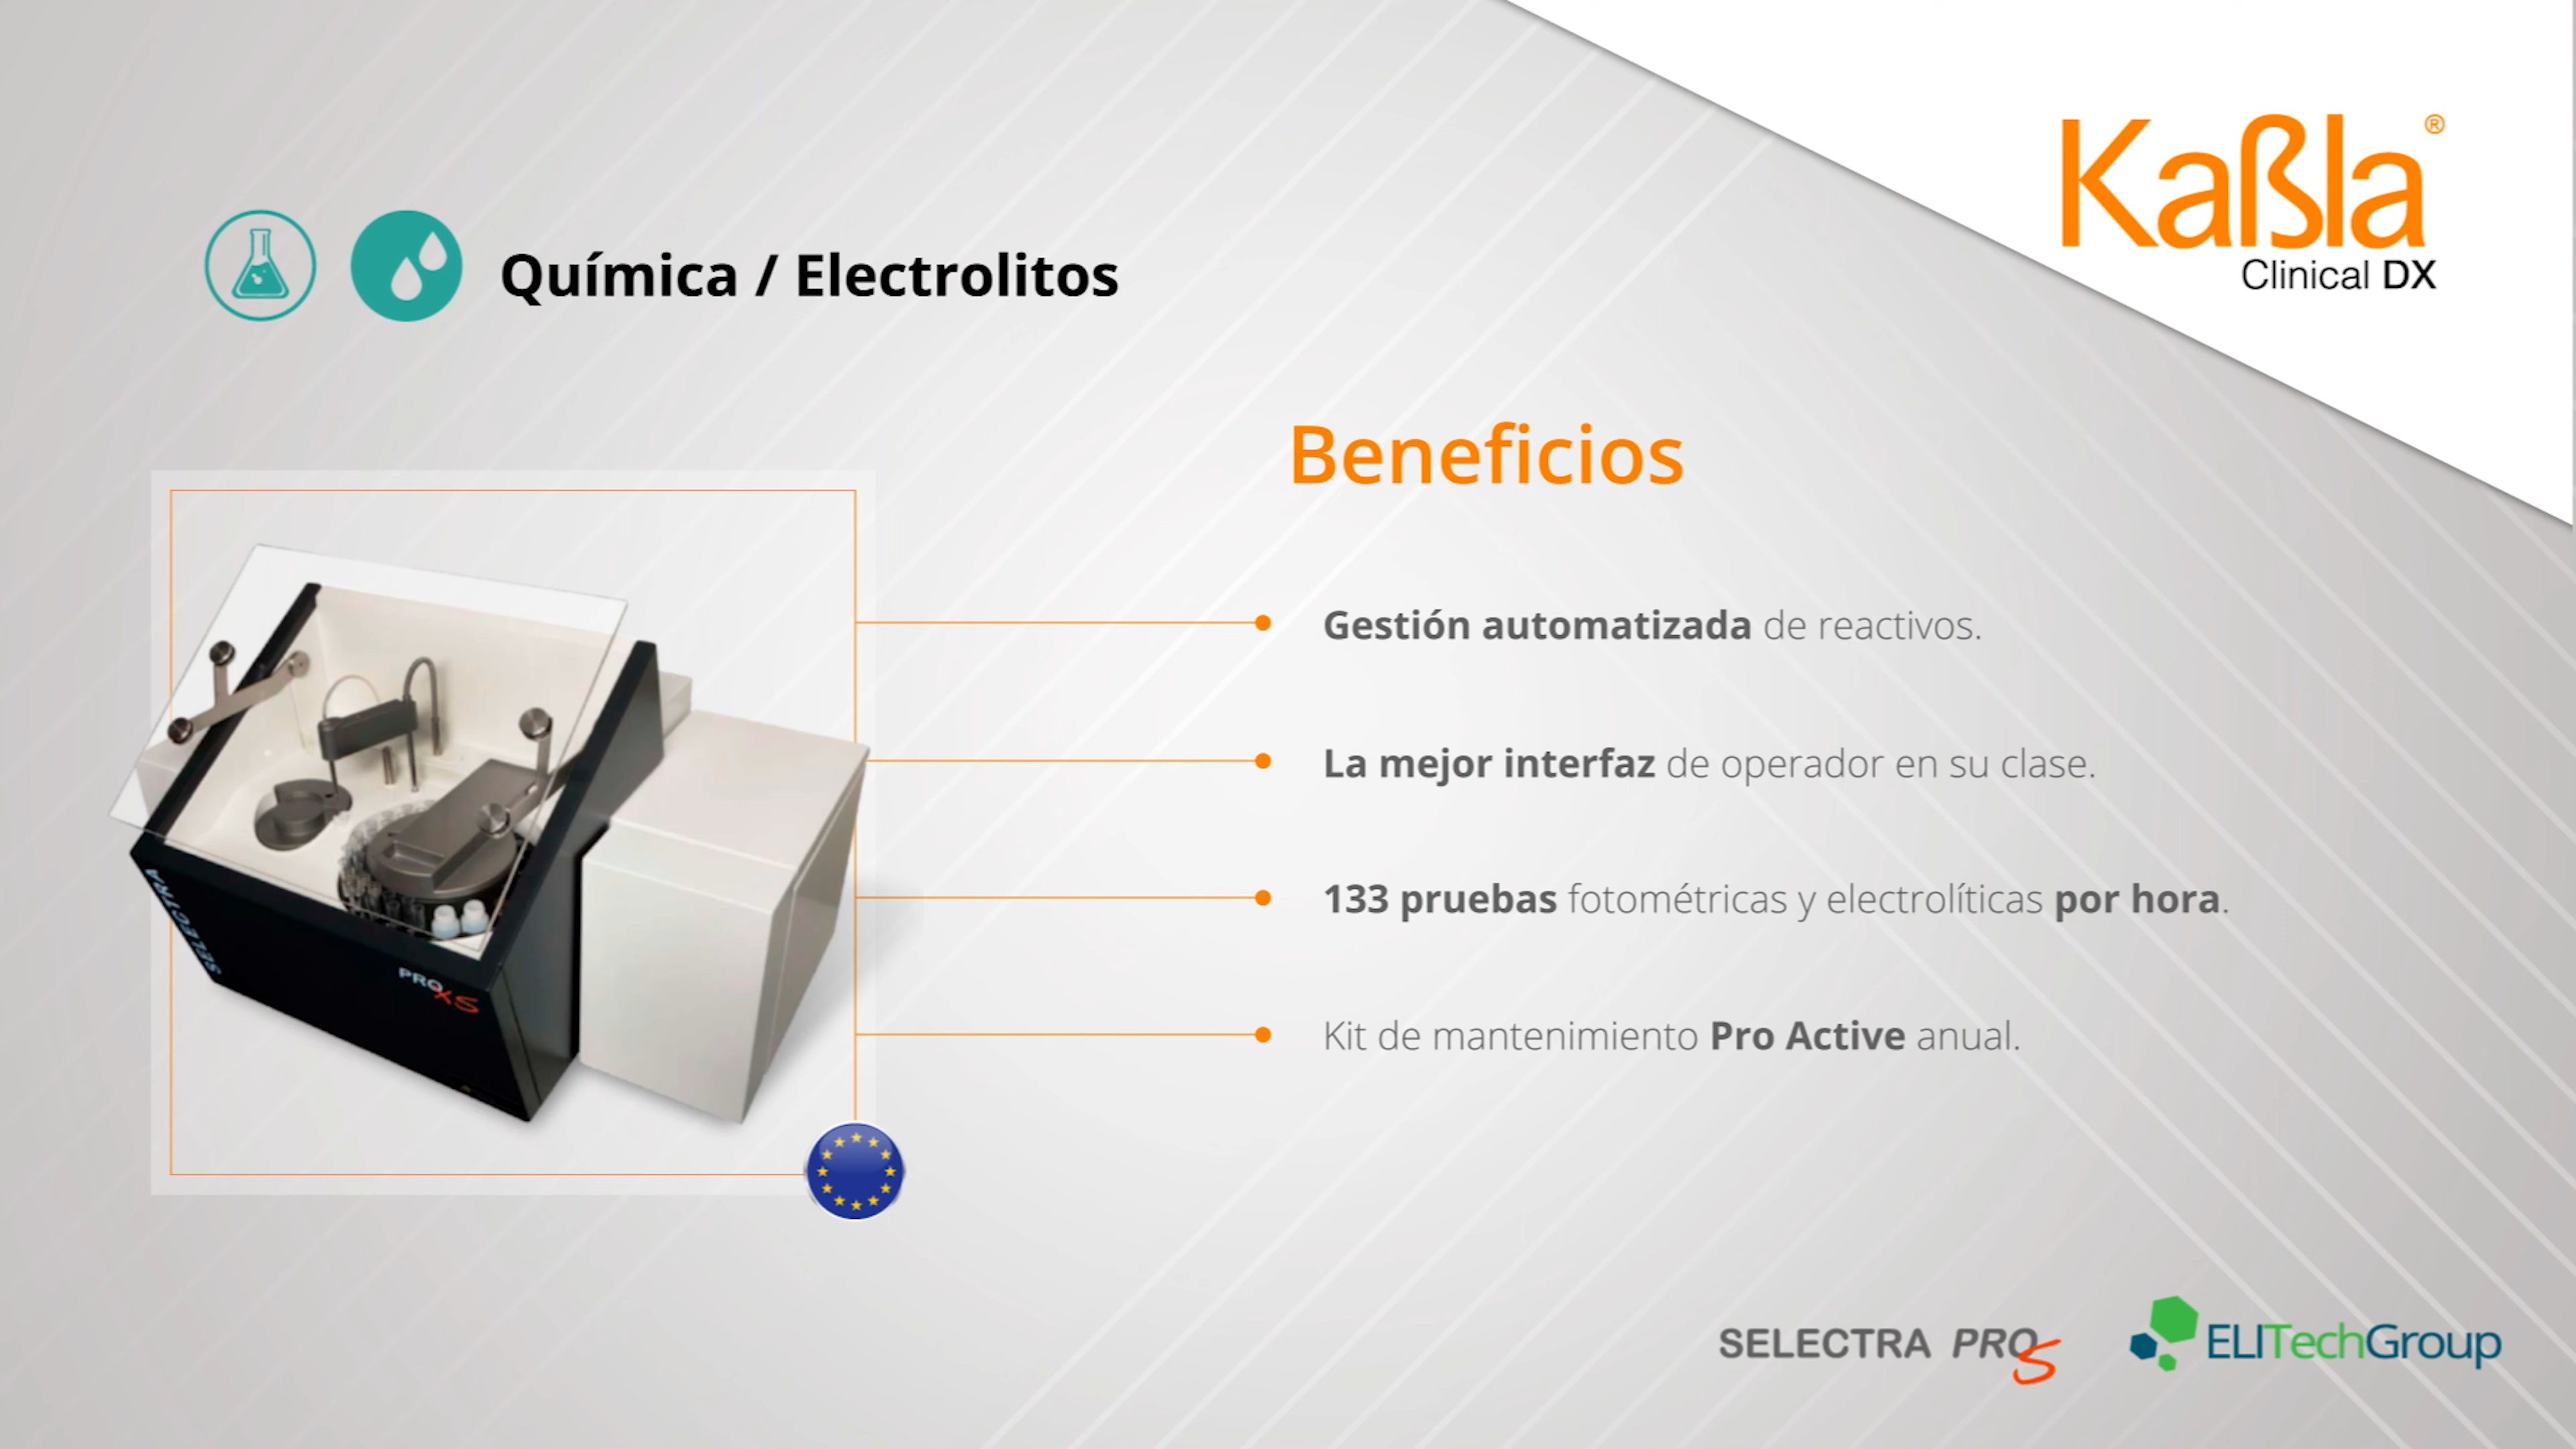 Kaßla®
Clinical DX
Química / Electrolitos
Beneficios
Gestión automatizada de reactivos.
La mejor interfaz de operador en su clase.
133 pruebas fotométricas y electrolíticas por hora.
Kit de mantenimiento Pro Active anual.
SELECTRA
PRO XS
SELECTRA PRO S
ELITechGroup